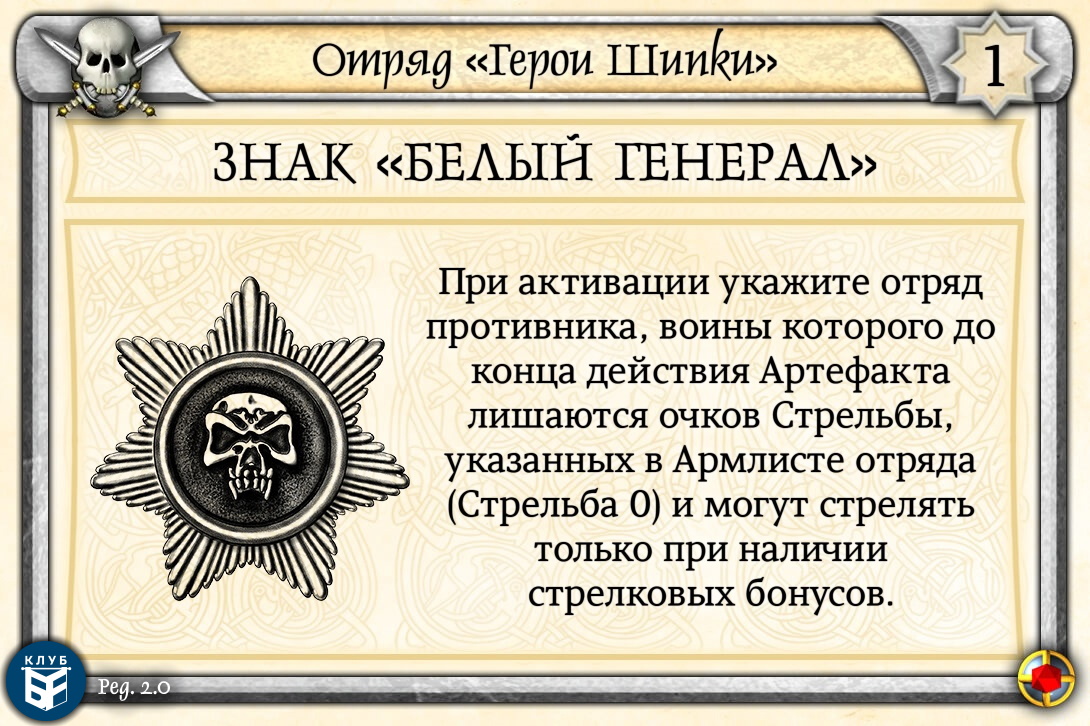 Отряд «Герои Шипки»
1
ЗНАК «БЕЛЫЙ ГЕНЕРАЛ»
При активации укажите отряд
противника, воины которого до
конца действия Артефакта
лишаются очков Стрельбы,
указанных в Армлисте отряда
(Стрельба 0) и могут стрелять
только при наличии
стрелковых бонусов.
КЛУБ
Ред. 2.0